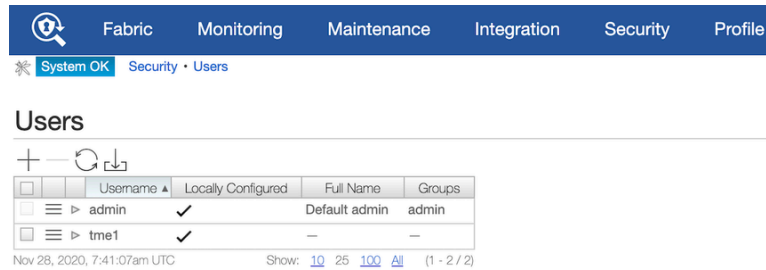 Fabric Monitoring Maintenance Integration Security Profile
System OK Security • Users
Users
Username ▲ Locally Configured Full Name Groups
admin ✓ Default admin admin
tme1 ✓ — —
Nov 28, 2020, 7:41:07am UTC Show: 10 25 100 All (1 - 2 / 2)